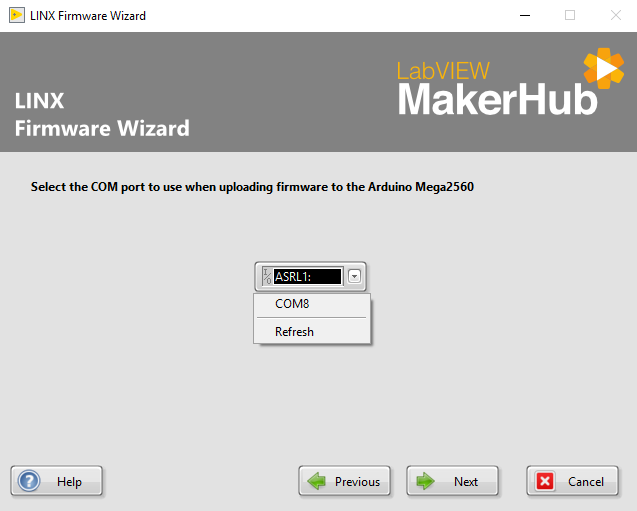 LINX Firmware Wizard
LabVIEW
MakerHub
LINX
Firmware Wizard
Select the COM port to use when uploading firmware to the Arduino Mega2560
I/O ASRL1:
COM8
Refresh
? Help
Previous
Next
Cancel